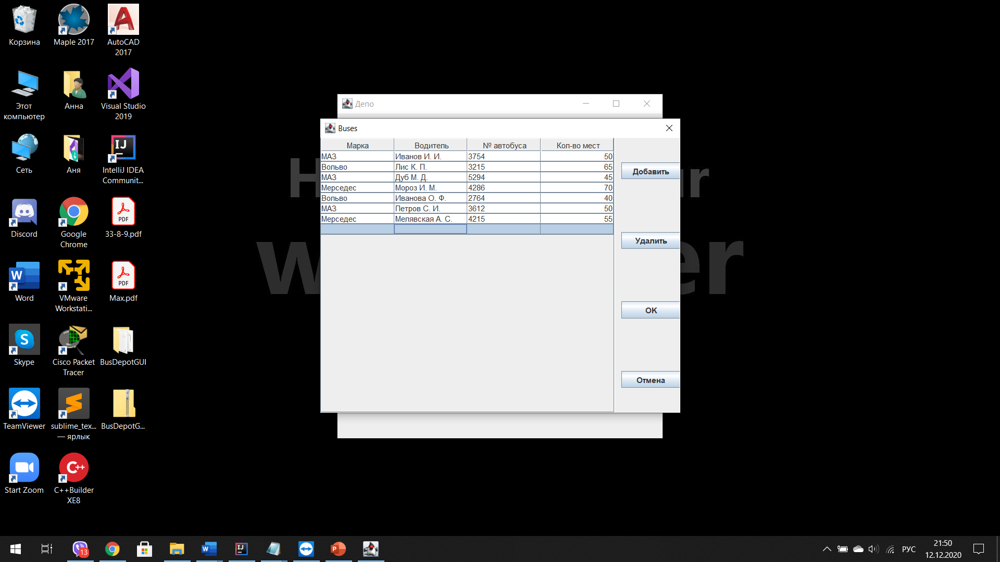 Корзина
Maple 2017
AutoCAD
2017
Этот
компьютер
Анна
Visual Studio
2019
Сеть
Аня
IntelliJ IDEA
Communit...
Discord
Google
Chrome
33-8-9.pdf
Word
VMware
Workstati...
Max.pdf
Skype
Cisco Packet
Tracer
BusDepotGUI
TeamViewer
sublime_tex...
— ярлык
BusDepotG...
Start Zoom
C++Builder
XE8
Депо
Buses
Марка Водитель № автобуса Кол-во мест
МАЗ Иванов И. И. 3754 50
Вольво Лис К. П. 3215 65
МАЗ Дуб М. Д. 5294 45
Мерседес Мороз И. М. 4286 70
Вольво Иванова О. Ф. 2764 40
МАЗ Петров С. И. 3612 50
Мерседес Мелявская А. С. 4215 55
Добавить
Удалить
OK
Отмена
13
РУС
21:50
12.12.2020